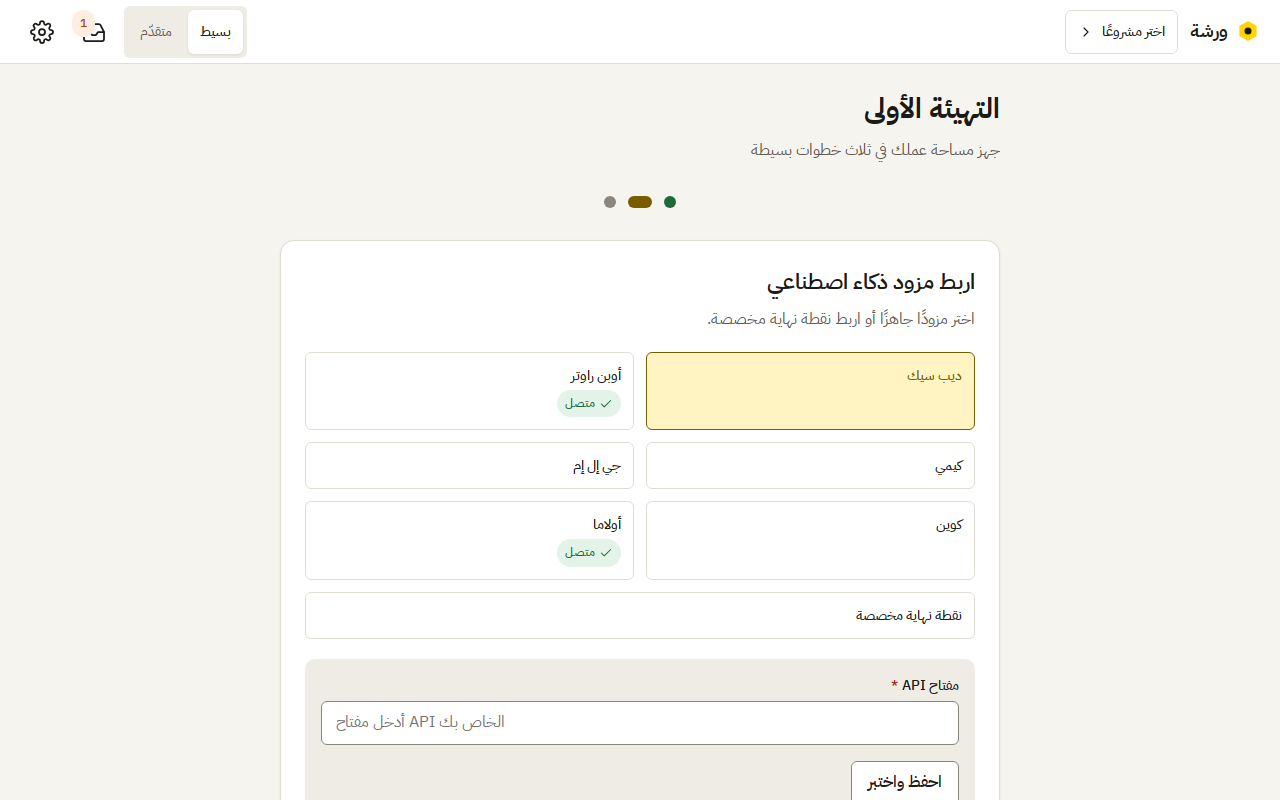 ورشة
اختر مشروعًا
بسيط
متقدّم
1
التهيئة الأولى
جهز مساحة عملك في ثلاث خطوات بسيطة
اربط مزود ذكاء اصطناعي
اختر مزودًا جاهزًا أو اربط نقطة نهاية مخصصة.
ديب سيك
أوبن راوتر
متصل
كيمي
جي إل إم
كوين
أولاما
متصل
نقطة نهاية مخصصة
مفتاح API *
أدخل مفتاح API الخاص بك
احفظ واختبر